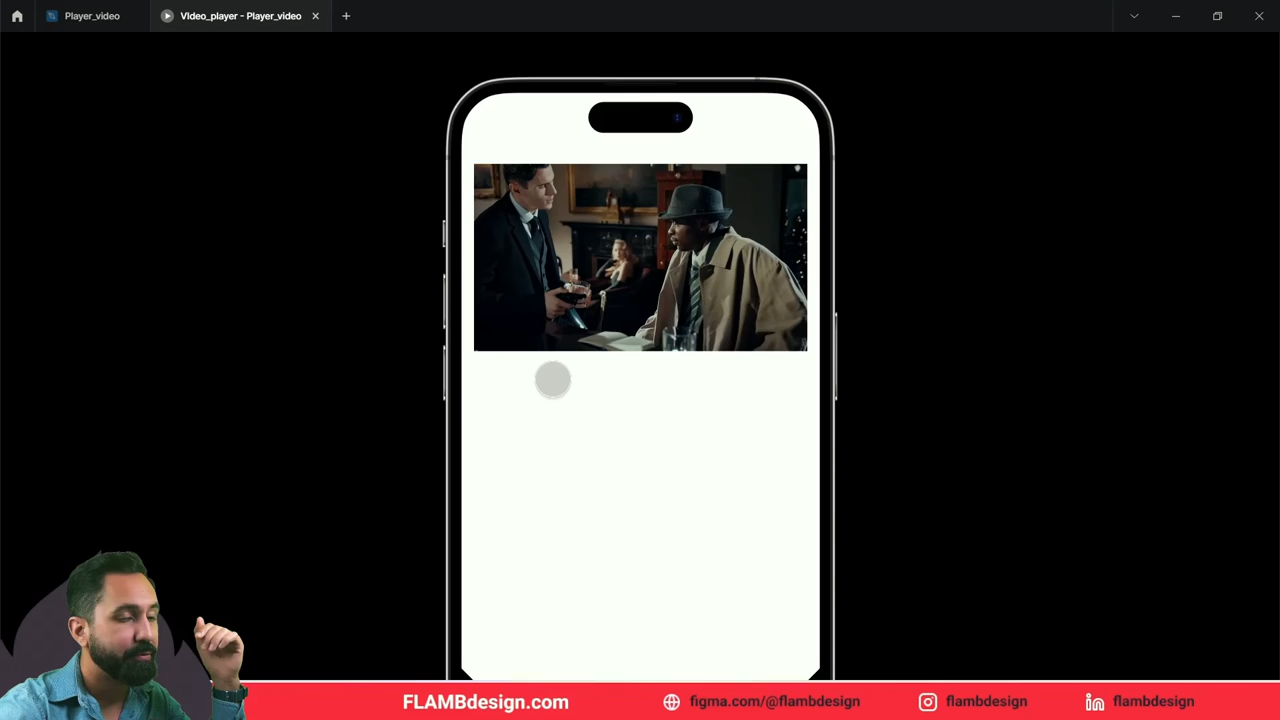 Player_video
VIdeo_player - Player_video
FLAMBdesign.com
figma.com/@flambdesign
flambdesign
flambdesign